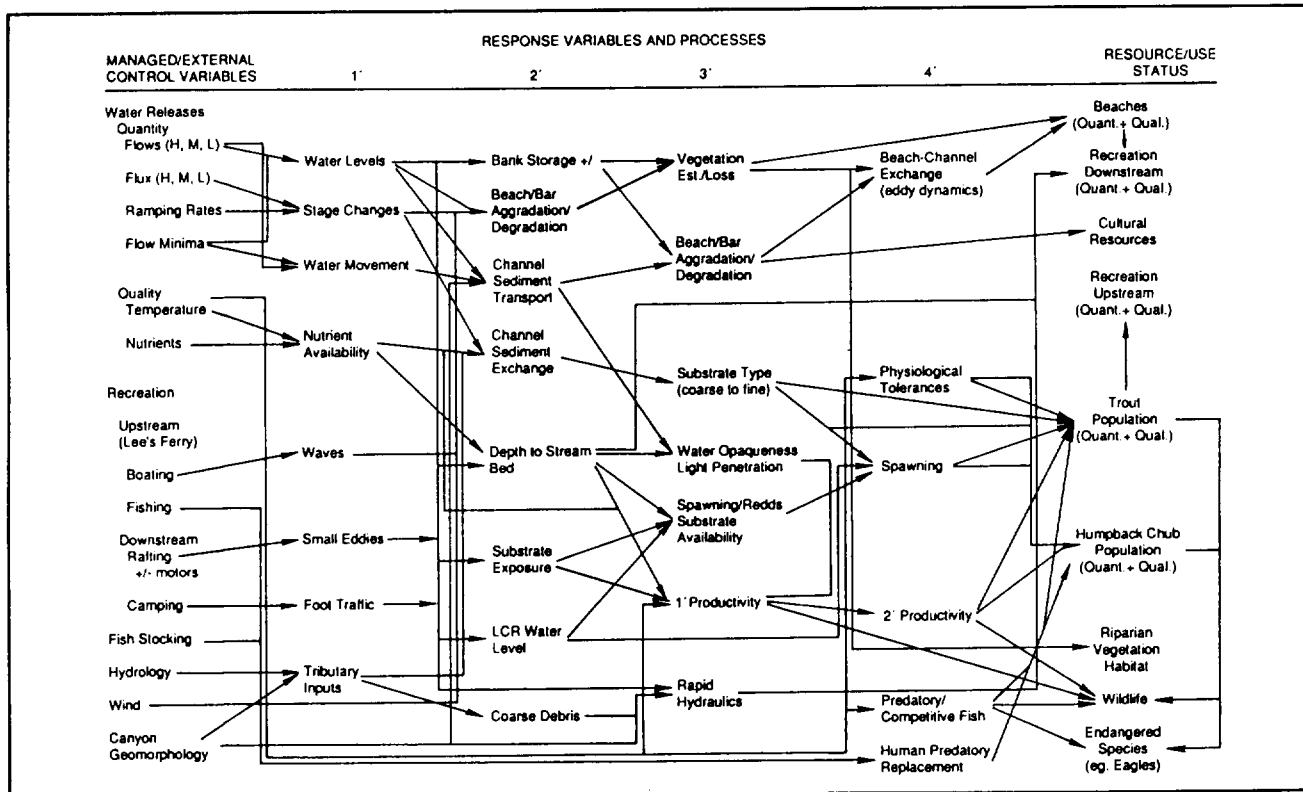 RESPONSE VARIABLES AND PROCESSES
MANAGED/EXTERNAL
CONTROL VARIABLES
1´
2´
3´
4´
RESOURCE/USE
STATUS
Water Releases
Quantity
Flows (H, M, L)
Flux (H, M, L)
Ramping Rates
Flow Minima
Quality
Temperature
Nutrients
Recreation
Upstream
(Lee's Ferry)
Boating
Fishing
Downstream
Rafting
+/- motors
Camping
Fish Stocking
Hydrology
Wind
Canyon
Geomorphology
Water Levels
Stage Changes
Water Movement
Nutrient
Availability
Waves
Small Eddies
Foot Traffic
Tributary
Inputs
Bank Storage +/
Beach/Bar
Aggradation/
Degradation
Channel
Sediment
Transport
Channel
Sediment
Exchange
Depth to Stream
Bed
Substrate
Exposure
LCR Water
Level
Coarse Debris
Vegetation
Est./Loss
Beach/Bar
Aggradation/
Degradation
Substrate Type
(coarse to fine)
Water Opaqueness
Light Penetration
Spawning/Redds
Substrate
Availability
1´ Productivity
Rapid
Hydraulics
Beach-Channel
Exchange
(eddy dynamics)
Physiological
Tolerances
Spawning
2´ Productivity
Predatory/
Competitive Fish
Human Predatory
Replacement
Beaches
(Quant.+ Qual.)
Recreation
Downstream
(Quant.+ Qual.)
Cultural
Resources
Recreation
Upstream
(Quant.+ Qual.)
Trout
Population
(Quant.+ Qual.)
Humpback Chub
Population
(Quant.+ Qual.)
Riparian
Vegetation
Habitat
Wildlife
Endangered
Species
(eg. Eagles)